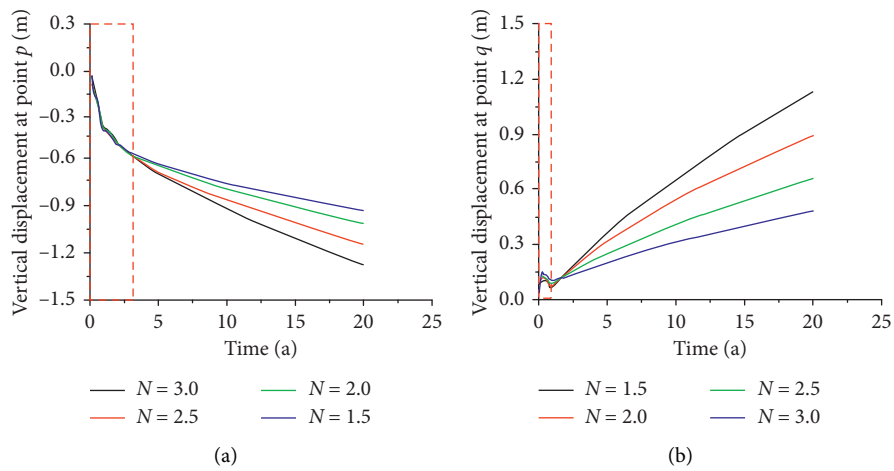 Vertical displacement at point p (m)
0.3
0.0
−0.3
−0.6
−0.9
−1.2
−1.5
0 5 10 15 20 25
Time (a)
N = 3.0 N = 2.0
N = 2.5 N = 1.5
(a)
Vertical displacement at point q (m)
1.5
1.2
0.9
0.6
0.3
0.0
0 5 10 15 20 25
Time (a)
N = 1.5 N = 2.5
N = 2.0 N = 3.0
(b)